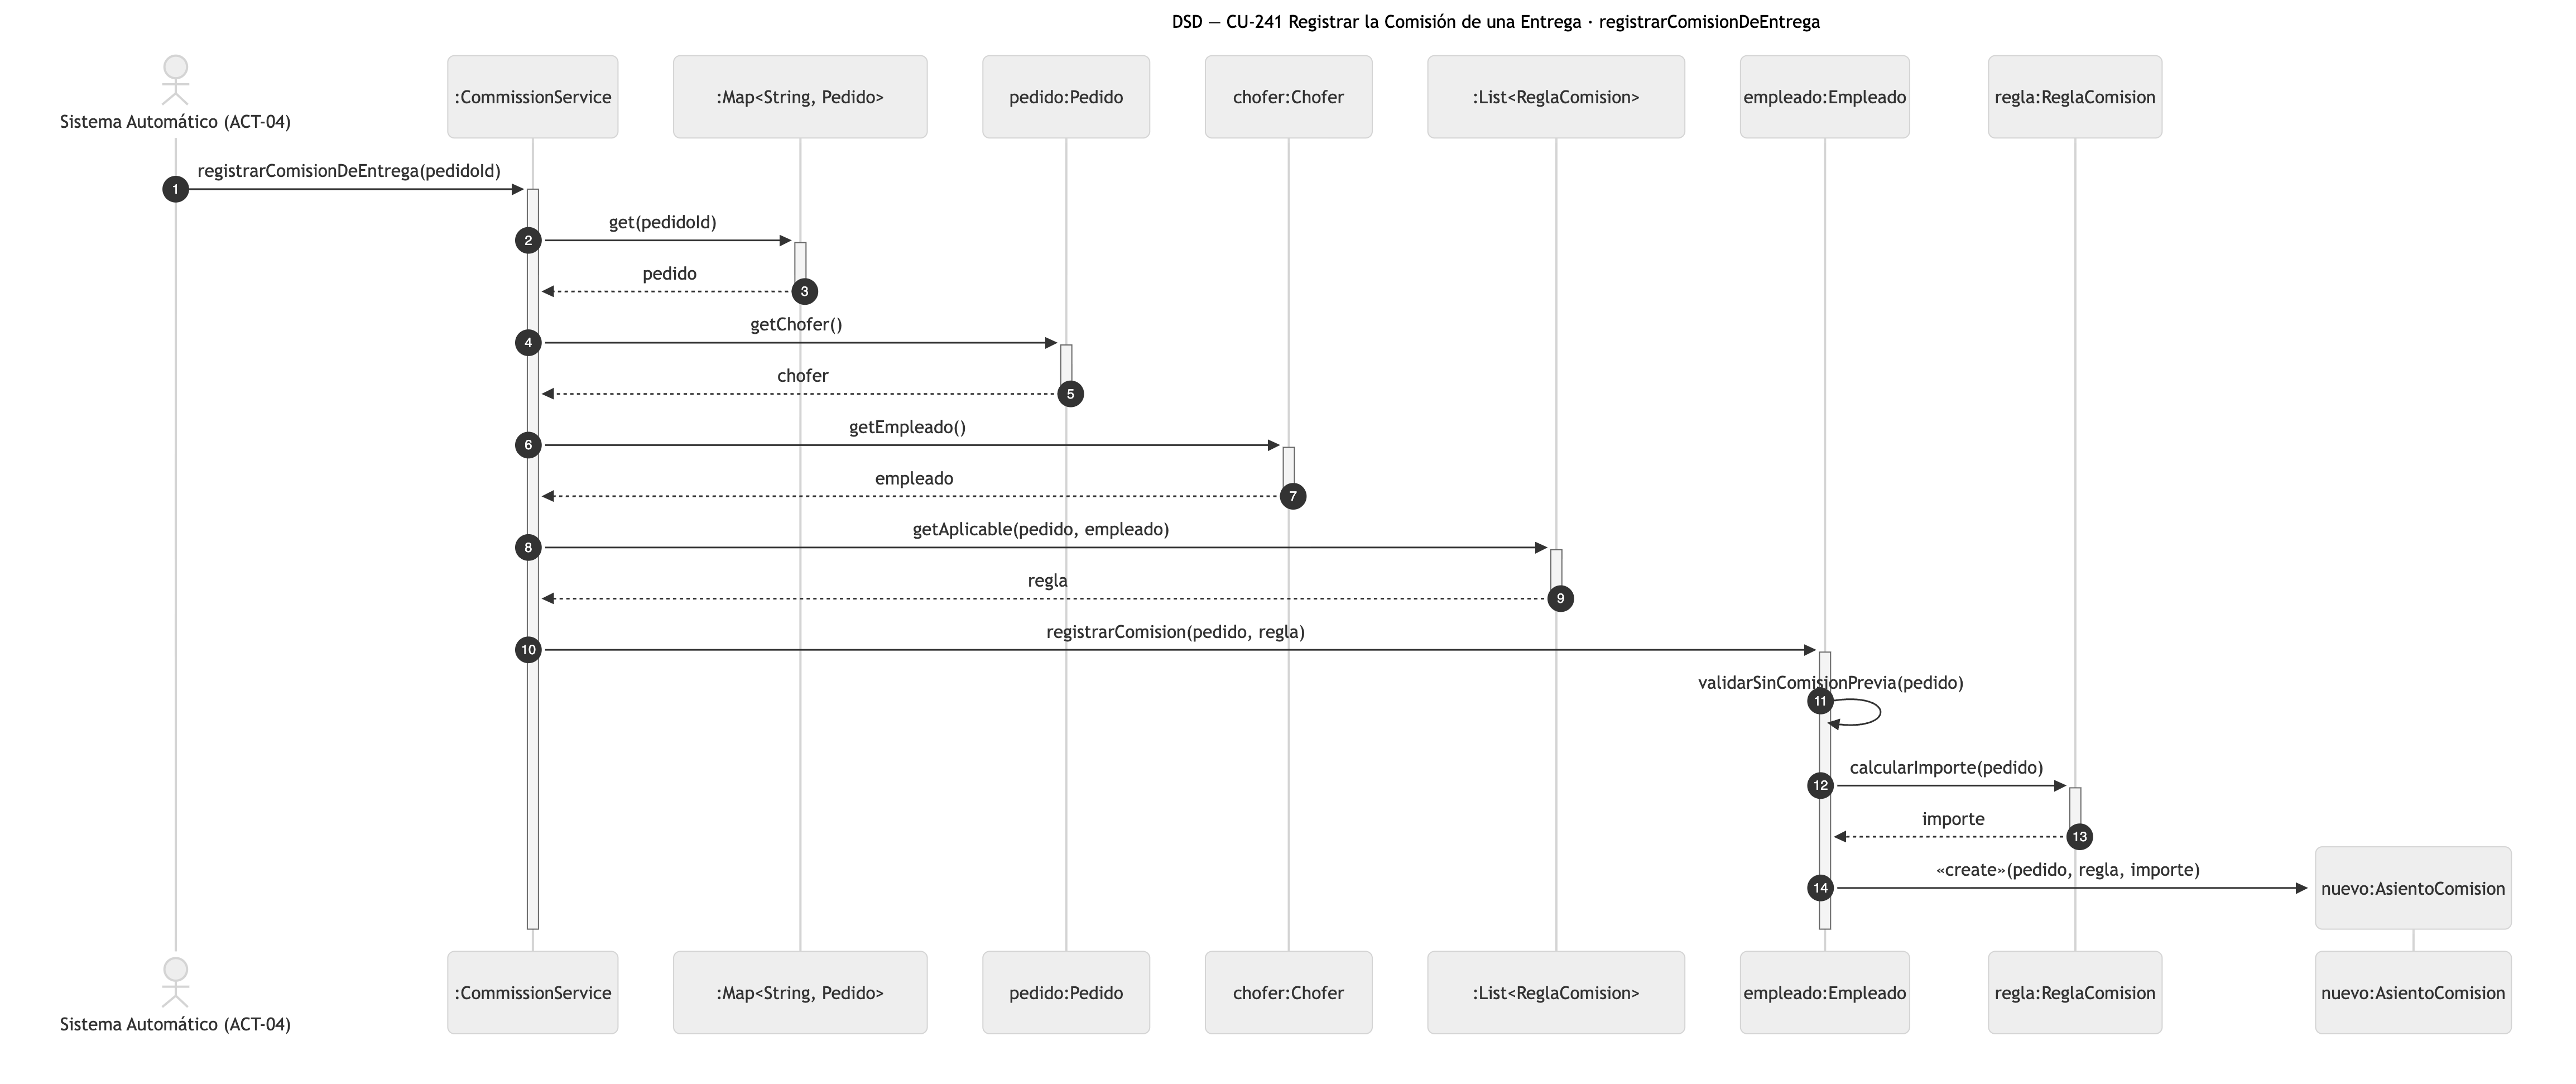 DSD — CU-241 Registrar la Comisión de una Entrega · registrarComisionDeEntrega
Sistema Automático (ACT-04)
:CommissionService
:Map<String, Pedido>
pedido:Pedido
chofer:Chofer
:List<ReglaComision>
empleado:Empleado
regla:ReglaComision
registrarComisionDeEntrega(pedidoId)
1
get(pedidoId)
2
pedido
3
getChofer()
4
chofer
5
getEmpleado()
6
empleado
7
getAplicable(pedido, empleado)
8
regla
9
registrarComision(pedido, regla)
10
validarSinComisionPrevia(pedido)
11
calcularImporte(pedido)
12
importe
13
«create»(pedido, regla, importe)
14
nuevo:AsientoComision
Sistema Automático (ACT-04)
:CommissionService
:Map<String, Pedido>
pedido:Pedido
chofer:Chofer
:List<ReglaComision>
empleado:Empleado
regla:ReglaComision
nuevo:AsientoComision